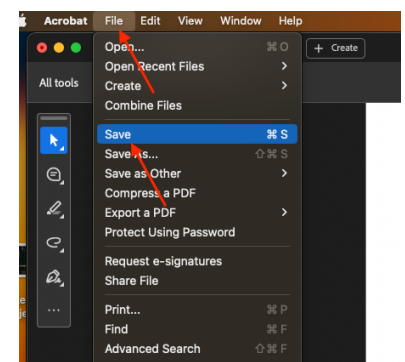 Acrobat File Edit View Window Help
Open... ⌘ O
+ Create
Open Recent Files >
All tools
Create >
Combine Files
Save ⌘ S
Save As... ⇧ ⌘ S
Save as Other >
Compress a PDF
Export a PDF >
Protect Using Password
Request e-signatures
Share File
Print... ⌘ P
Find ⌘ F
Advanced Search ⇧ ⌘ F